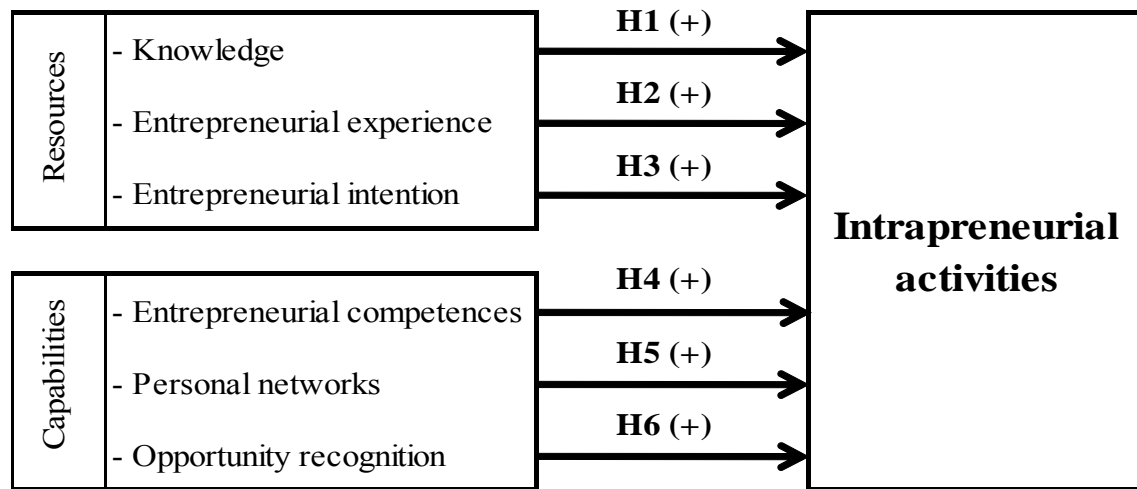 Resources
- Knowledge
- Entrepreneurial experience
- Entrepreneurial intention
H1 (+)
H2 (+)
H3 (+)
Capabilities
- Entrepreneurial competences
- Personal networks
- Opportunity recognition
H4 (+)
H5 (+)
H6 (+)
Intrapreneurial
activities